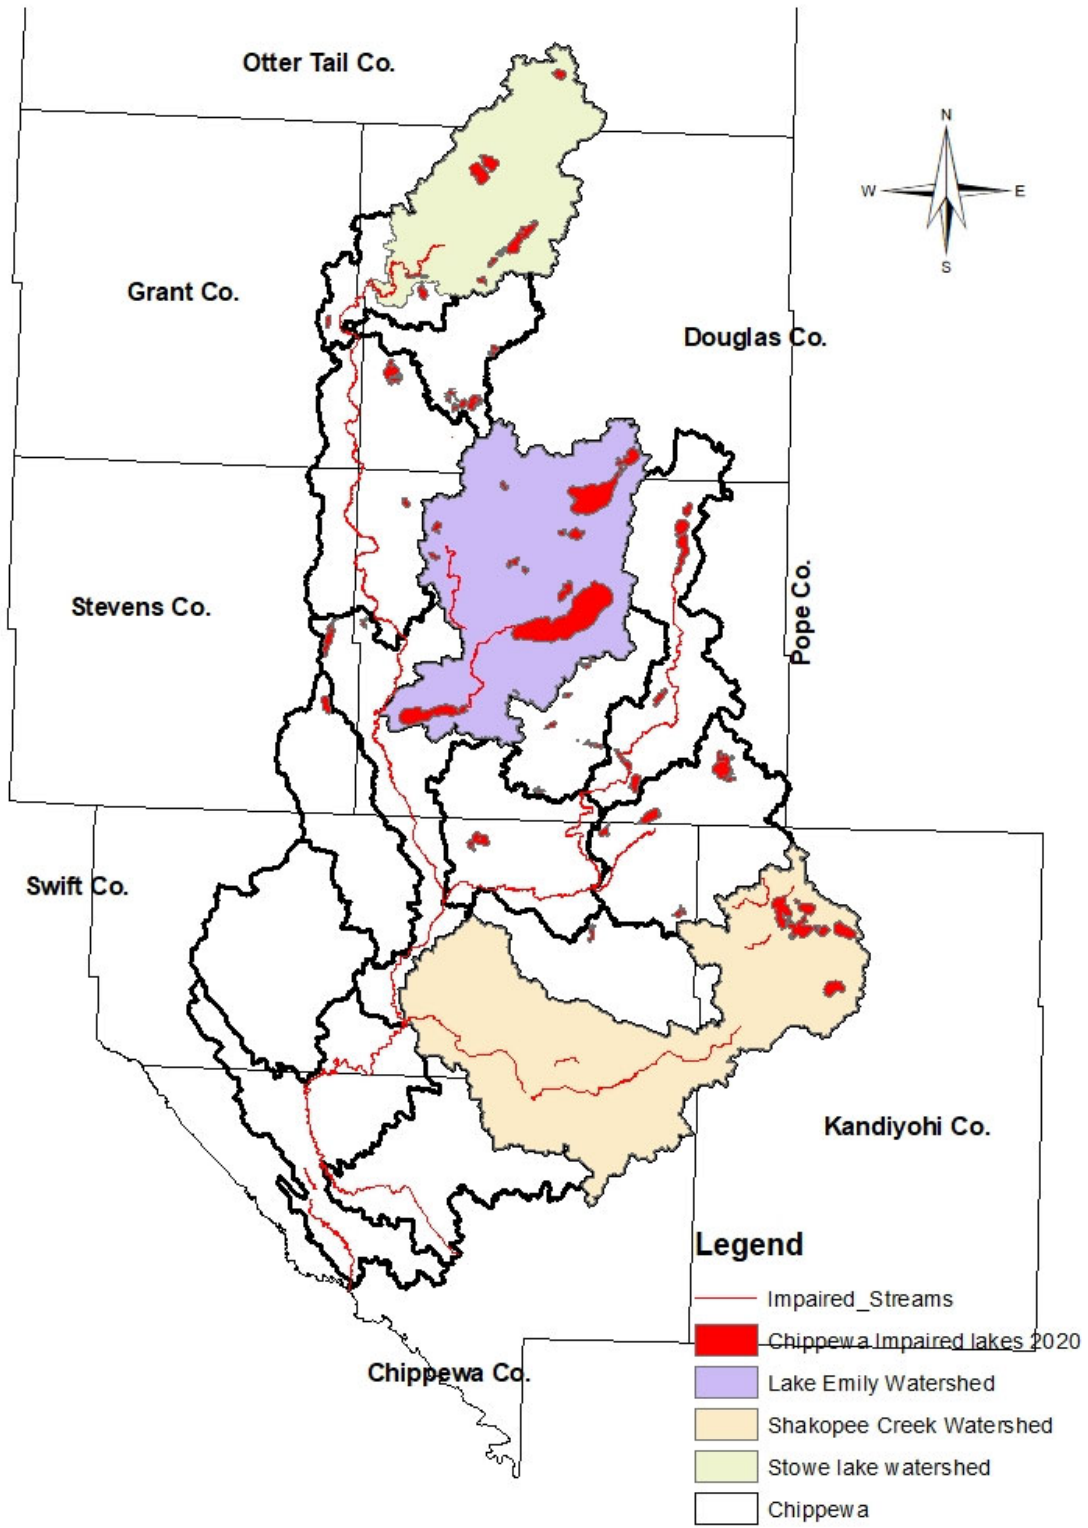 Otter Tail Co.
N
W
E
S
Grant Co.
Douglas Co.
Stevens Co.
Pope Co.
Swift Co.
Kandiyohi Co.
Chippewa Co.
Legend
Impaired_Streams
Chippewa Impaired lakes 2020
Lake Emily Watershed
Shakopee Creek Watershed
Stowe lake watershed
Chippewa